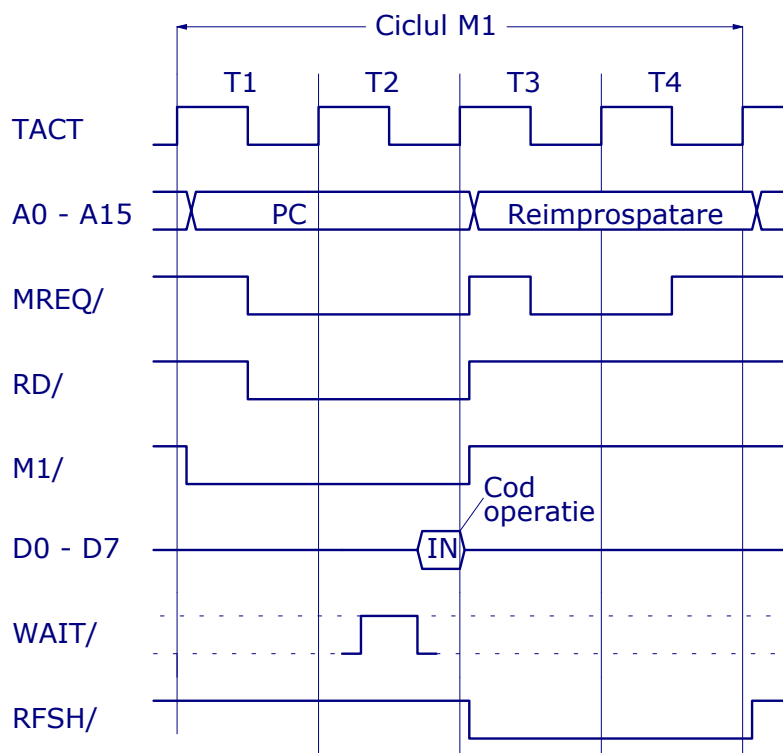 Ciclul M1
T1 T2 T3 T4
TACT
A0 - A15 PC Reimprospatare
MREQ/
RD/
M1/
Cod
operatie
D0 - D7 IN
WAIT/
RFSH/